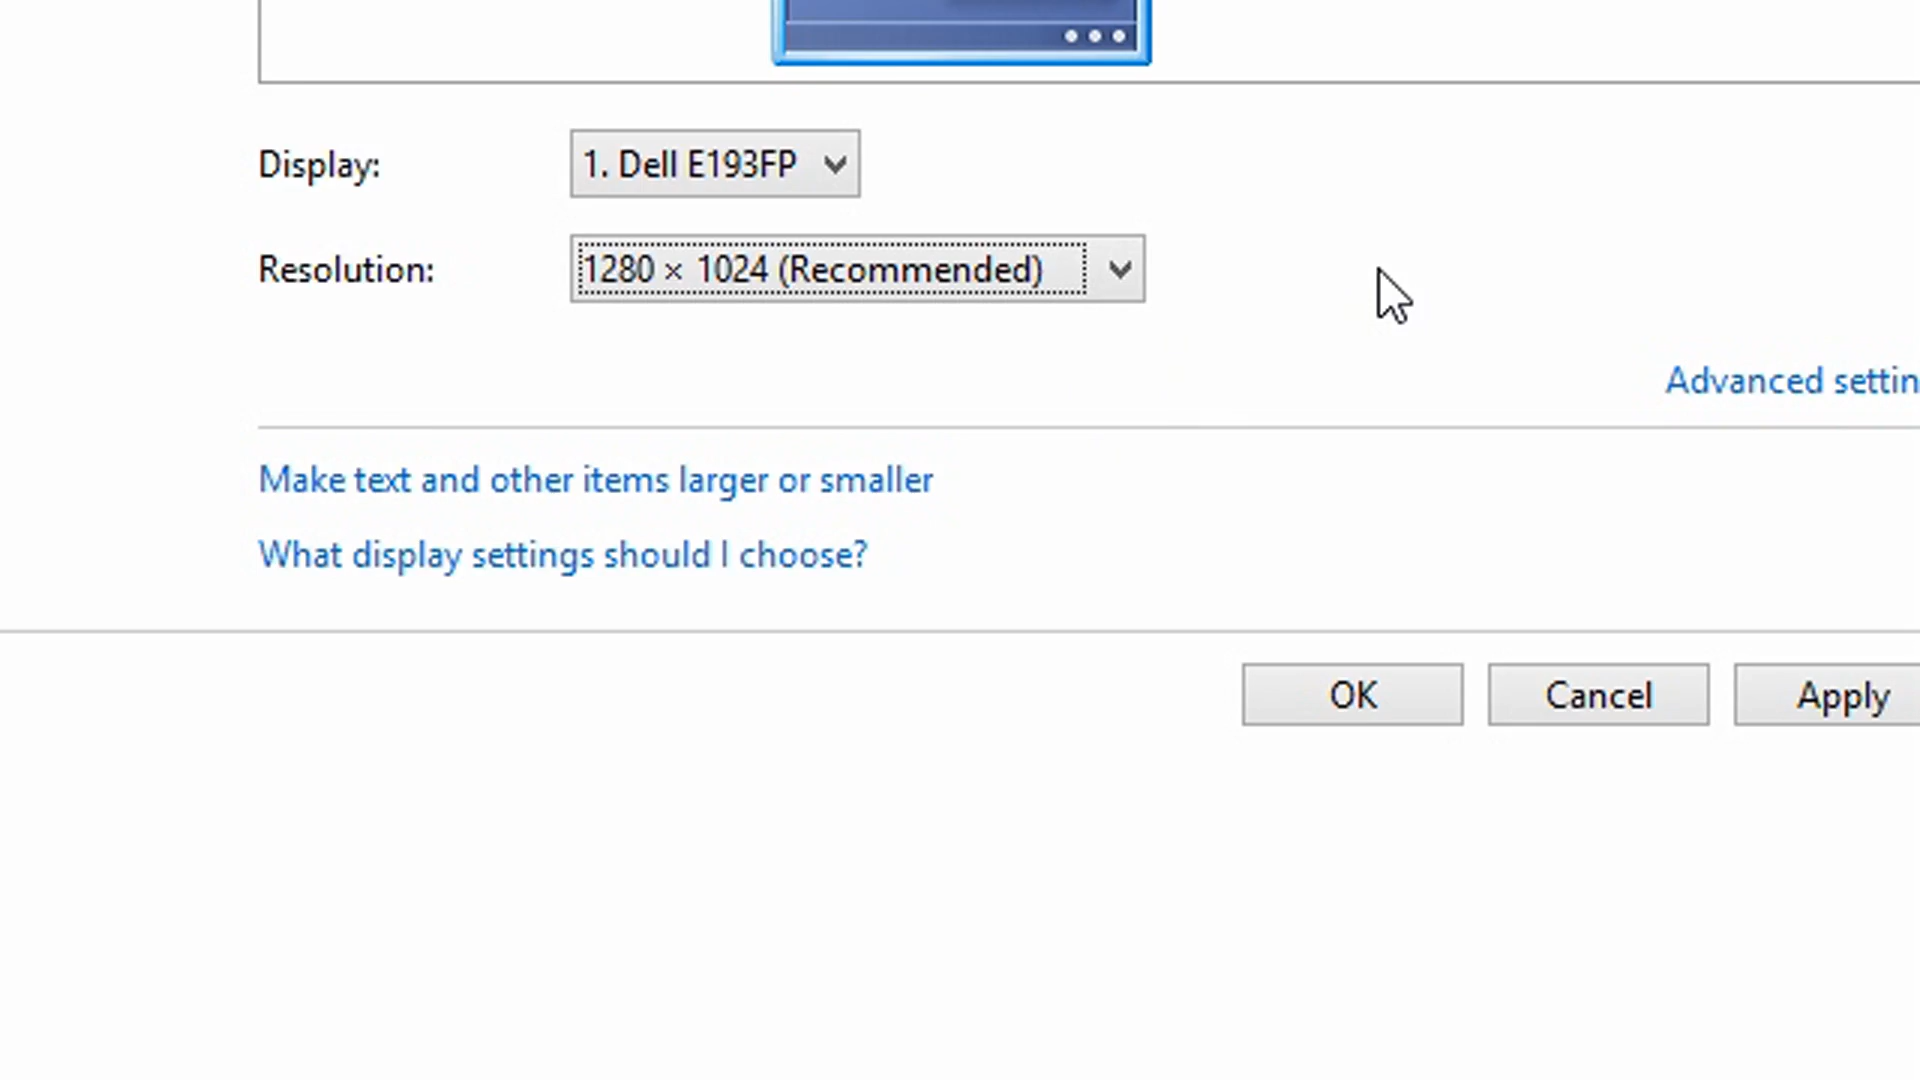 Display:
1. Dell E193FP
Resolution:
1280 × 1024 (Recommended)
Advanced settin
Make text and other items larger or smaller
What display settings should I choose?
OK
Cancel
Apply